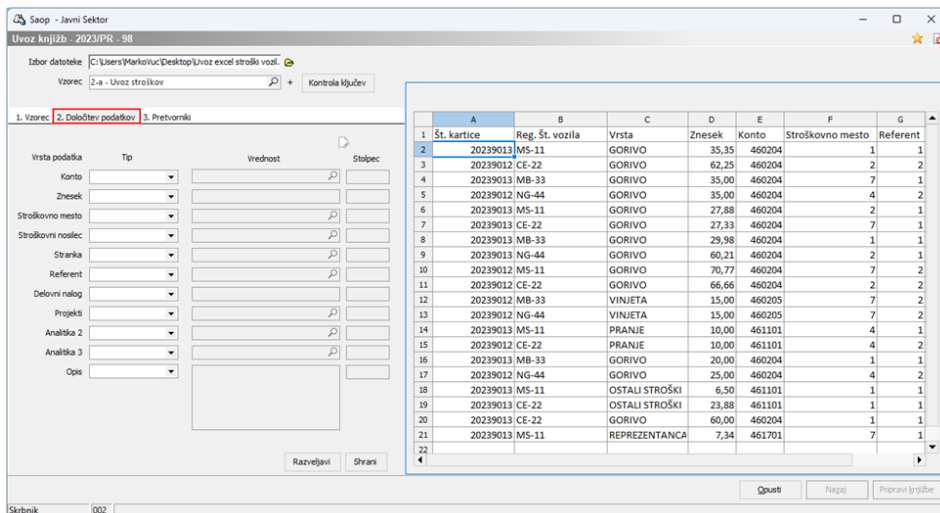 Saop - Javni Sektor
Uvoz knjižb - 2023/PR - 98
Izbor datoteke C:\Users\MarkoVuc\Desktop\Uvoz excel stroški vozil.
Vzorec 2-a - Uvoz stroškov + Kontrola ključev
1. Vzorec 2. Določitev podatkov 3. Pretvorniki
Vrsta podatka Tip Vrednost Stolpec
Konto
Znesek
Stroškovno mesto
Stroškovni nosilec
Stranka
Referent
Delovni nalog
Projekti
Analitika 2
Analitika 3
Opis
Razveljavi Shrani
A B C D E F G
1 Št. kartice Reg. Št. vozila Vrsta Znesek Konto Stroškovno mesto Referent
2 20239013 MS-11 GORIVO 35,35 460204 1 1
3 20239012 CE-22 GORIVO 62,25 460204 2 2
4 20239013 MB-33 GORIVO 35,00 460204 7 1
5 20239012 NG-44 GORIVO 35,00 460204 4 2
6 20239013 MS-11 GORIVO 27,88 460204 2 1
7 20239013 CE-22 GORIVO 27,33 460204 7 1
8 20239013 MB-33 GORIVO 29,98 460204 1 1
9 20239013 NG-44 GORIVO 60,21 460204 2 1
10 20239012 MS-11 GORIVO 70,77 460204 7 2
11 20239012 CE-22 GORIVO 66,66 460204 2 2
12 20239012 MB-33 VINJETA 15,00 460205 7 2
13 20239012 NG-44 VINJETA 15,00 460205 7 2
14 20239013 MS-11 PRANJE 10,00 461101 4 1
15 20239012 CE-22 PRANJE 10,00 461101 4 2
16 20239013 MB-33 GORIVO 20,00 460204 1 1
17 20239012 NG-44 GORIVO 25,00 460204 4 2
18 20239013 MS-11 OSTALI STROŠKI 6,50 461101 1 1
19 20239013 CE-22 OSTALI STROŠKI 23,88 461101 1 1
20 20239013 CE-22 GORIVO 60,00 460204 1 1
21 20239013 MS-11 REPREZENTANCA 7,34 461701 7 1
22
Opusti Nazaj Pripravi knjižbe
Skrbnik 002